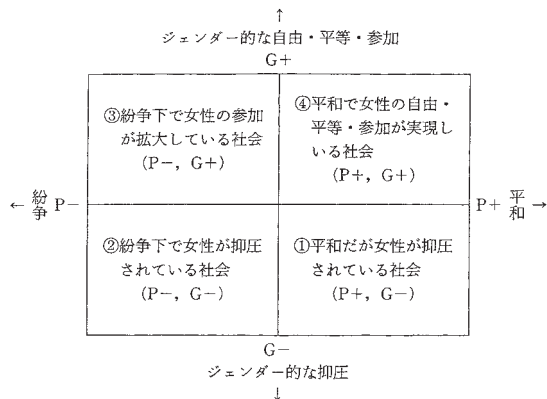 ↑
ジェンダー的な自由・平等・参加
G+
③紛争下で女性の参加
が拡大している社会
(P−, G+)
④平和で女性の自由・
平等・参加が実現し
いる社会
(P+, G+)
← 紛争 P−
P+ 平和 →
②紛争下で女性が抑圧
されている社会
(P−, G−)
①平和だが女性が抑圧
されている社会
(P+, G−)
G−
ジェンダー的な抑圧
↓